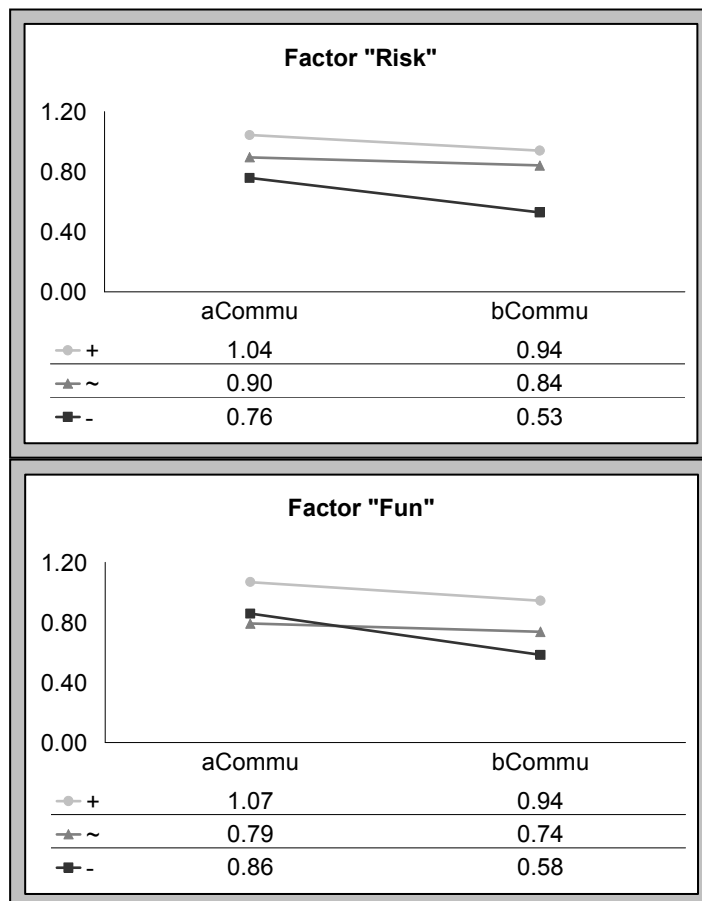 Factor "Risk"
1.20
0.80
0.40
0.00
aCommu bCommu
+ 1.04 0.94
~ 0.90 0.84
- 0.76 0.53
Factor "Fun"
1.20
0.80
0.40
0.00
aCommu bCommu
+ 1.07 0.94
~ 0.79 0.74
- 0.86 0.58